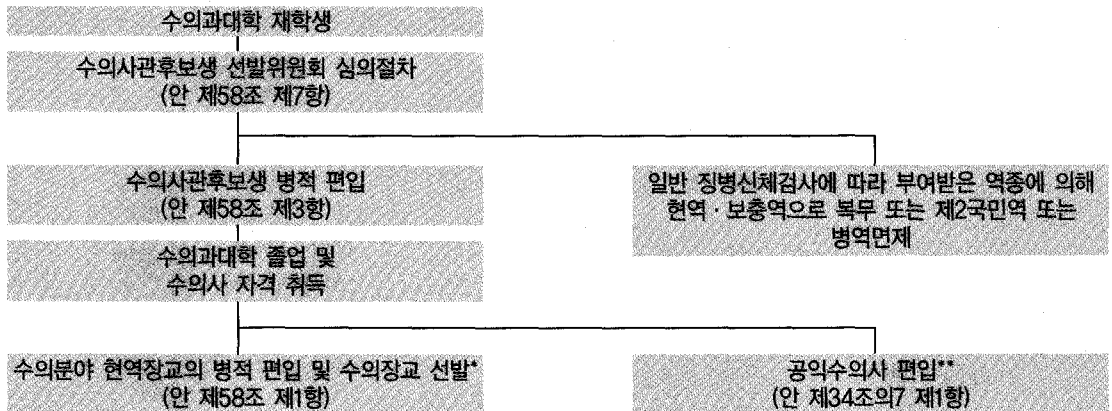 수의과대학 재학생
수의사관후보생 선발위원회 심의절차
(안 제58조 제7항)
수의사관후보생 병적 편입
(안 제58조 제3항)
일반 징병신체검사에 따라 부여받은 역종에 의해
현역·보충역으로 복무 또는 제2국민역 또는
병역면제
수의과대학 졸업 및
수의사 자격 취득
수의분야 현역장교의 병적 편입 및 수의장교 선발*
(안 제58조 제1항)
공익수의사 편입**
(안 제34조의7 제1항)